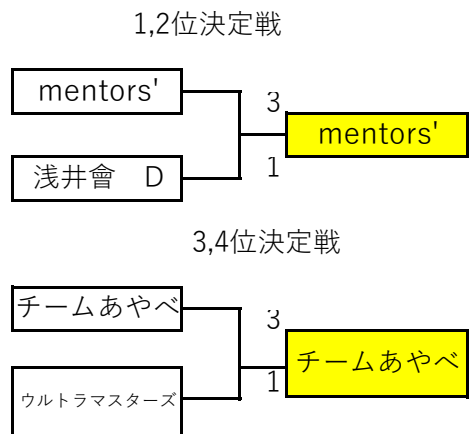 1,2位決定戦
mentors'
3
mentors'
浅井會　D
1
3,4位決定戦
チームあやべ
3
チームあやべ
1
ウルトラマスターズ